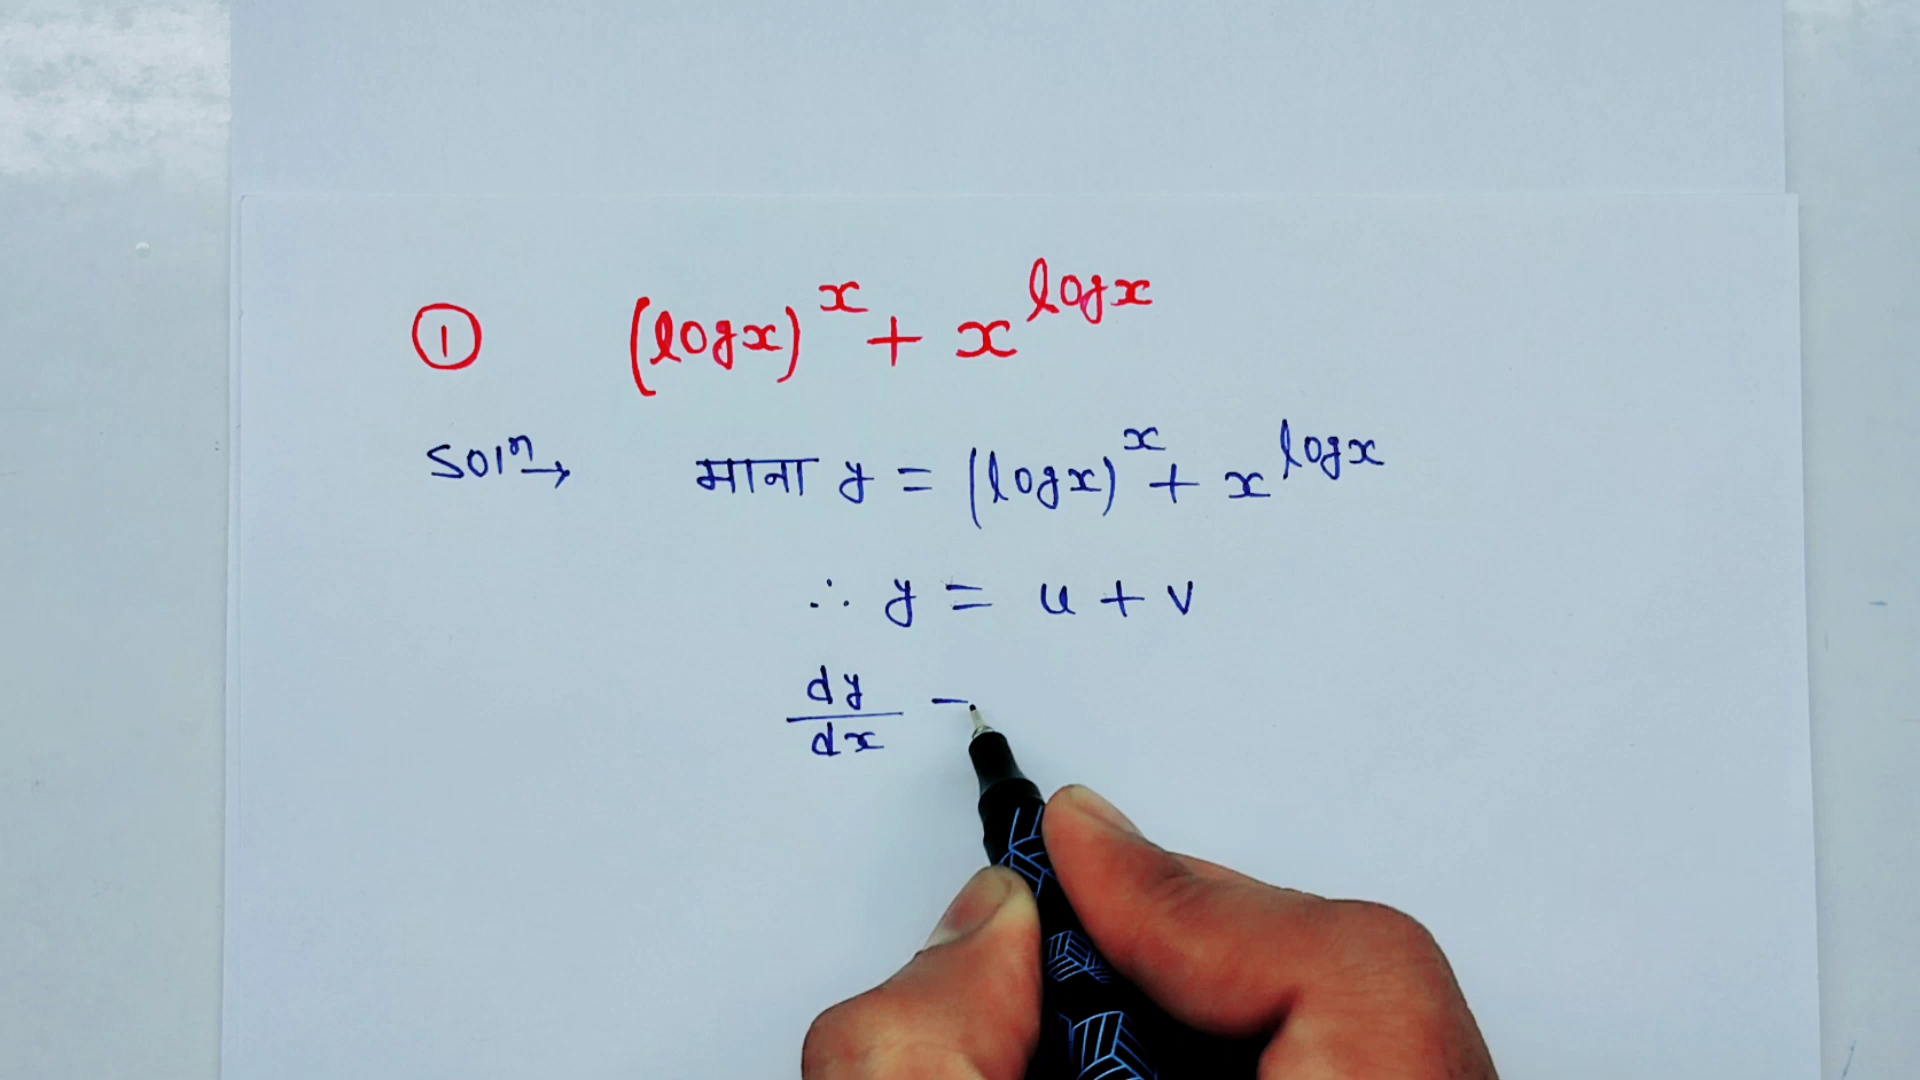 ① (logx)^x + x^logx
Solⁿ→ माना y = (logx)^x + x^logx
∴ y = u + v
dy/dx -